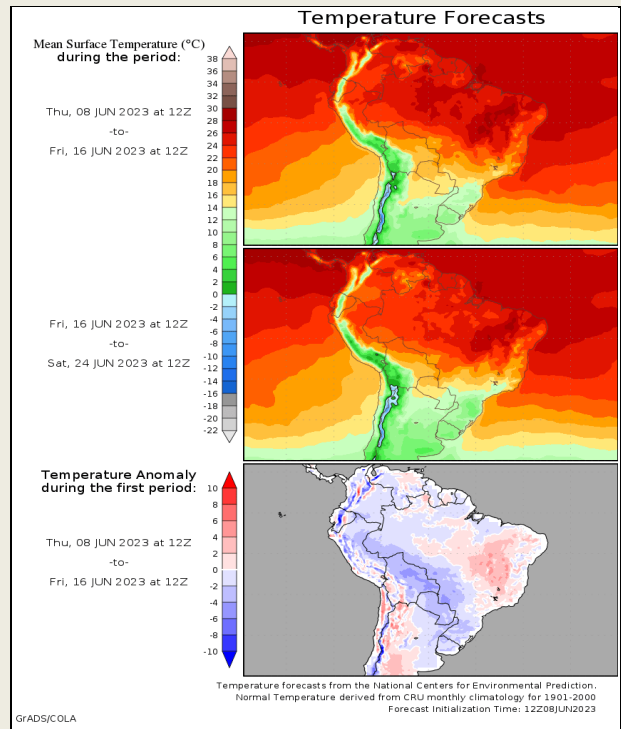 Temperature Forecasts
Mean Surface Temperature (°C)
during the period:
Thu, 08 JUN 2023 at 12Z
-to-
Fri, 16 JUN 2023 at 12Z
38
36
34
32
30
28
26
24
22
20
18
16
14
12
10
8
6
4
2
0
-2
-4
-6
-8
-10
-12
-14
-16
-18
-20
-22
Fri, 16 JUN 2023 at 12Z
-to-
Sat, 24 JUN 2023 at 12Z
Temperature Anomaly
during the first period:
Thu, 08 JUN 2023 at 12Z
-to-
Fri, 16 JUN 2023 at 12Z
10
8
6
4
2
0
-2
-4
-6
-8
-10
Temperature forecasts from the National Centers for Environmental Prediction.
Normal Temperature derived from CRU monthly climatology for 1901-2000
Forecast Initialization Time: 12Z08JUN2023
GrADS/COLA